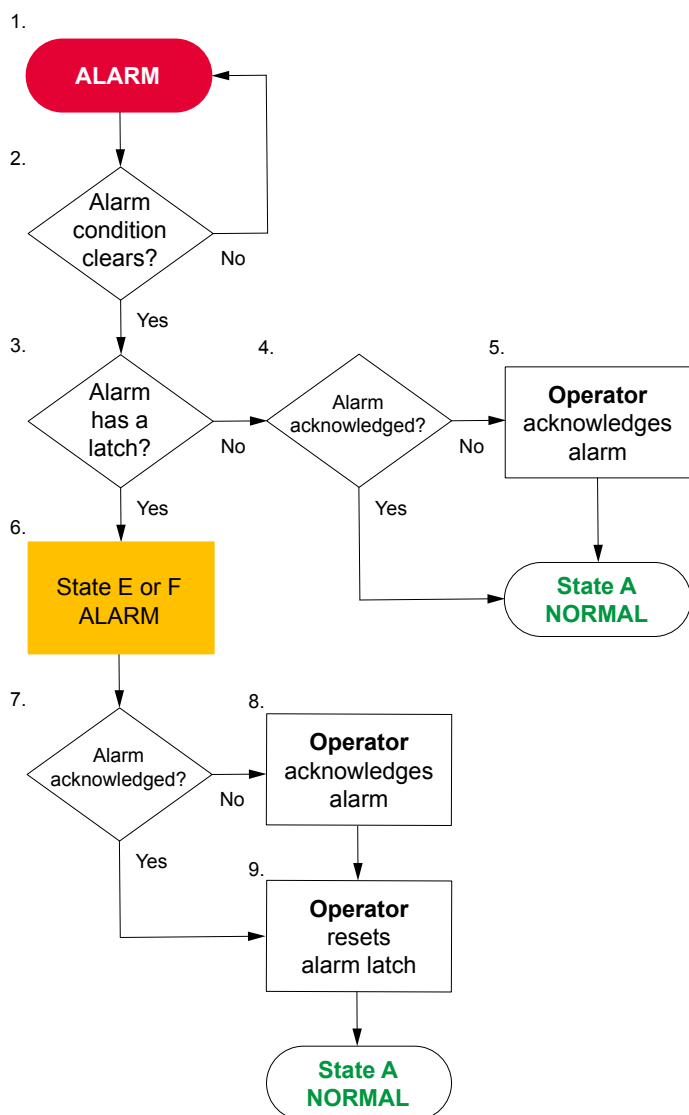 1.
ALARM
2.
Alarm
condition
clears?
No
Yes
3.
Alarm
has a
latch?
No
Yes
4.
Alarm
acknowledged?
No
Yes
5.
Operator
acknowledges
alarm
State A
NORMAL
6.
State E or F
ALARM
7.
Alarm
acknowledged?
No
Yes
8.
Operator
acknowledges
alarm
9.
Operator
resets
alarm latch
State A
NORMAL